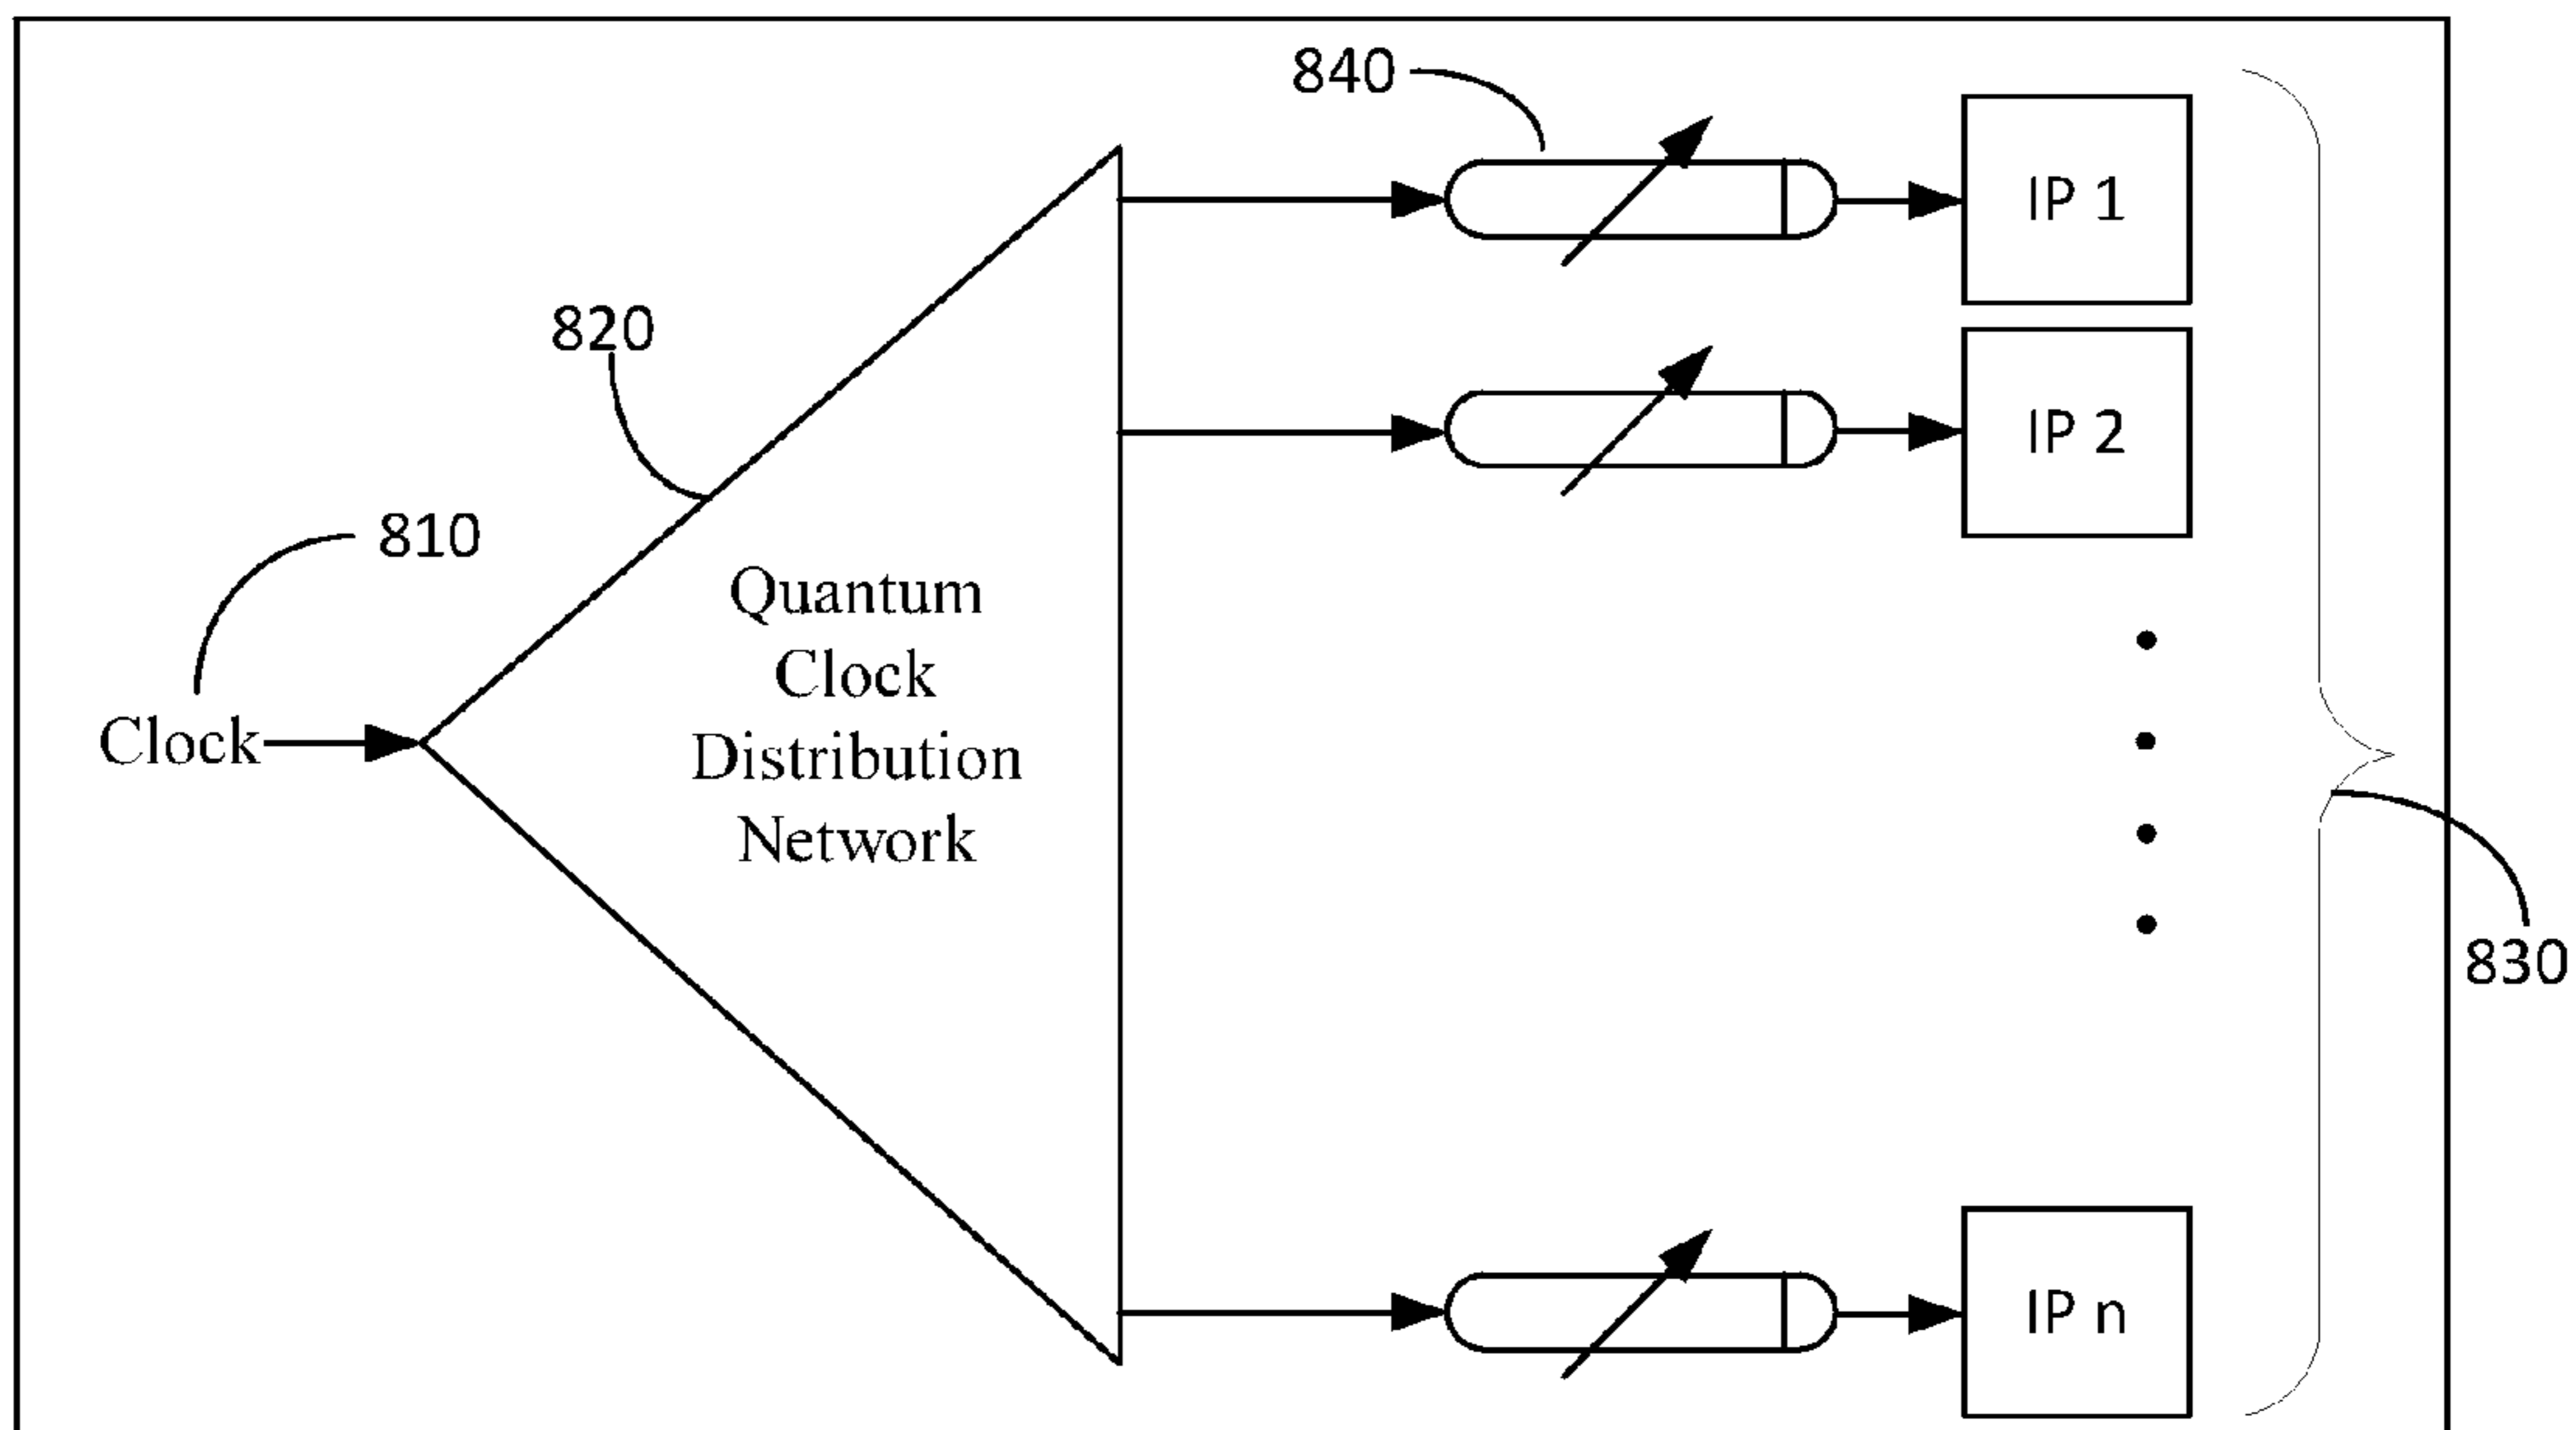 840
IP 1
820
IP 2
810
Quantum
Clock
Distribution
Network
Clock
830
IP n